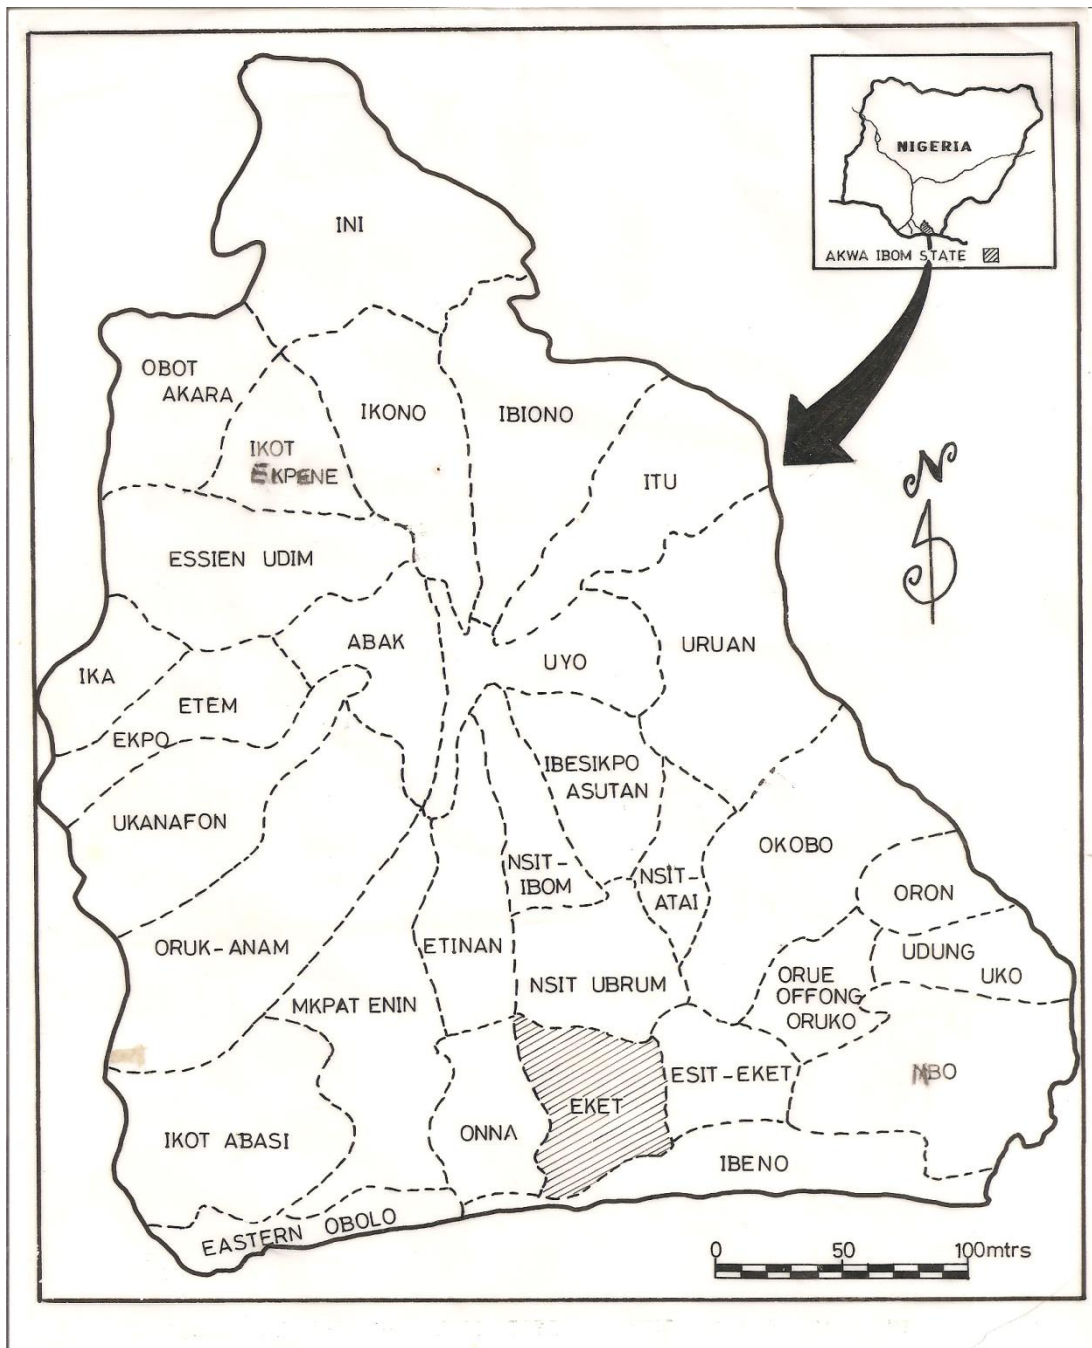 NIGERIA
AKWA IBOM STATE
INI
OBOT
AKARA
IKONO
IBIONO
IKOT
EKPENE
ITU
N
ESSIEN UDIM
ABAK
UYO
URUAN
IKA
ETEM
EKPO
IBESIKPO
ASUTAN
UKANAFON
OKOBO
NSIT-
IBOM
NSIT-
ATAI
ORON
ORUK-ANAM
ETINAN
UDUNG
UKO
NSIT UBRUM
ORUE
OFFONG
ORUKO
MKPAT ENIN
ESIT-EKET
MBO
EKET
IKOT ABASI
ONNA
IBENO
EASTERN OBOLO
0 50 100mtrs